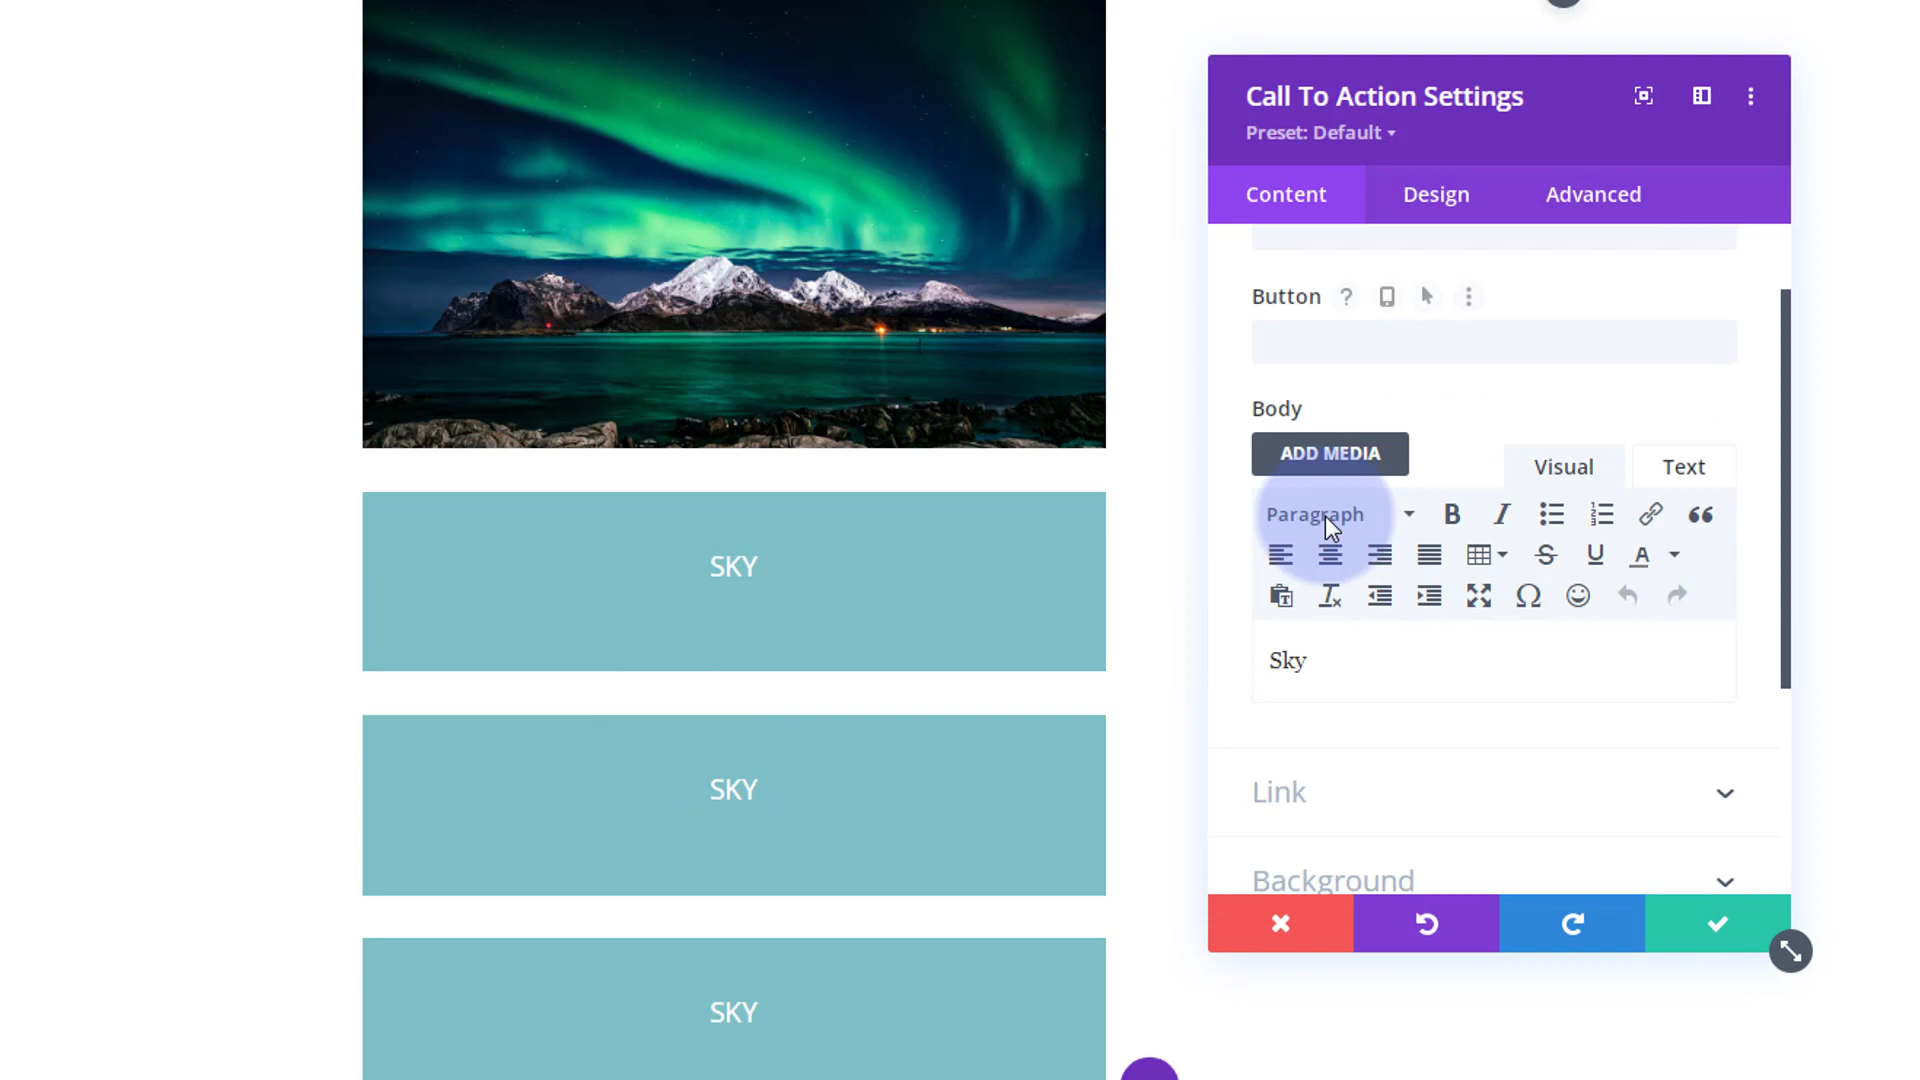 Call To Action Settings
Preset: Default
Content
Design
Advanced
Button
?
Body
ADD MEDIA
Visual
Text
Paragraph
B
I
U
A
Sky
Link
Background
SKY
SKY
SKY